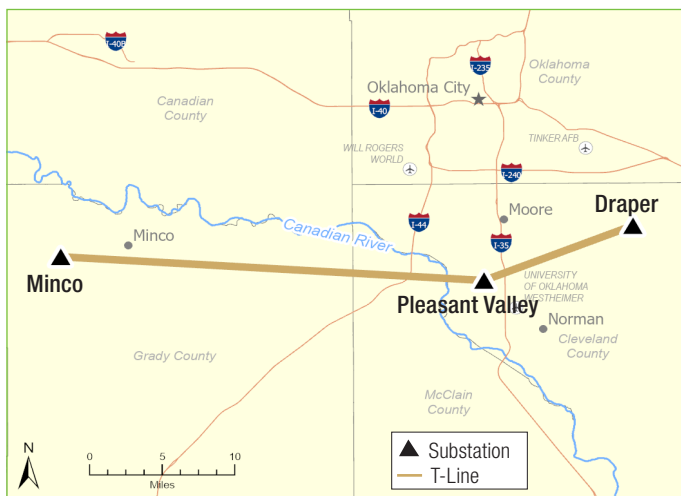 I-40B
I-235
Oklahoma
County
Oklahoma City
Canadian
County
I-40
TINKER AFB
WILL ROGERS
WORLD
I-240
Draper
Moore
I-44
Canadian River
Minco
I-35
Minco
UNIVERSITY
OF OKLAHOMA
WESTHEIMER
Pleasant Valley
Norman
Cleveland
County
Grady County
McClain
County
N
0 5 10
Miles
Substation
T-Line